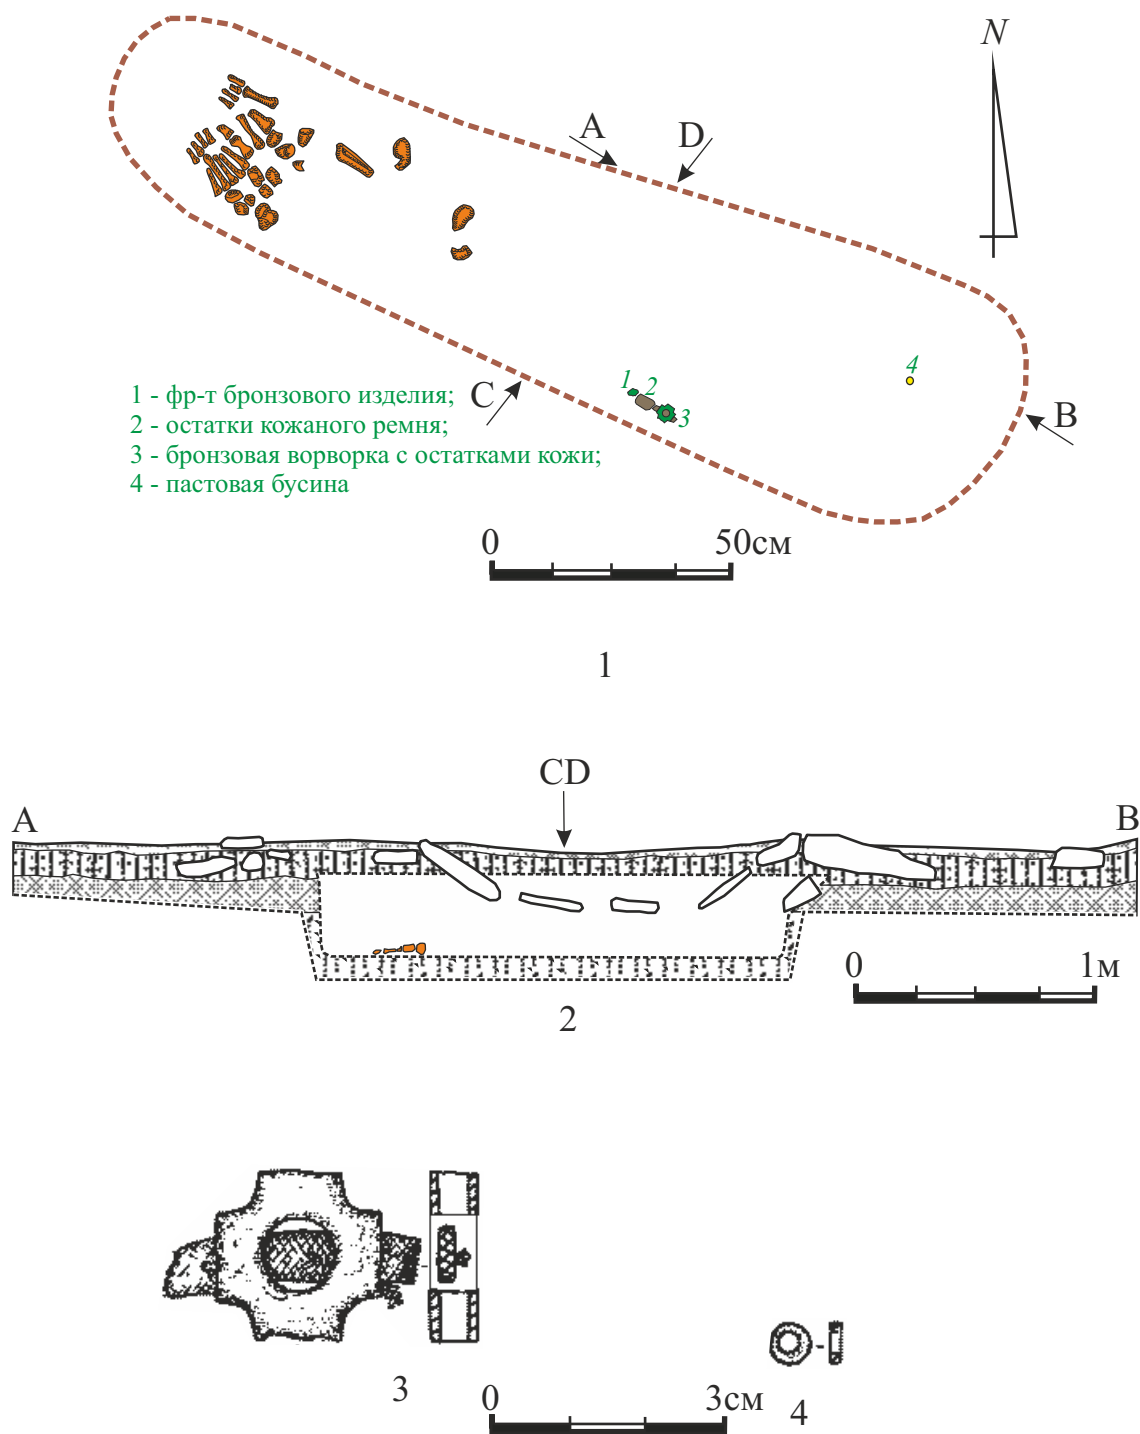 N
A
D
1
2
3
4
C
B
1 - фр-т бронзового изделия;
2 - остатки кожаного ремня;
3 - бронзовая ворворка с остатками кожи;
4 - пастовая бусина
0 50см
1
CD
A
B
0 1м
2
3
0 3см
4